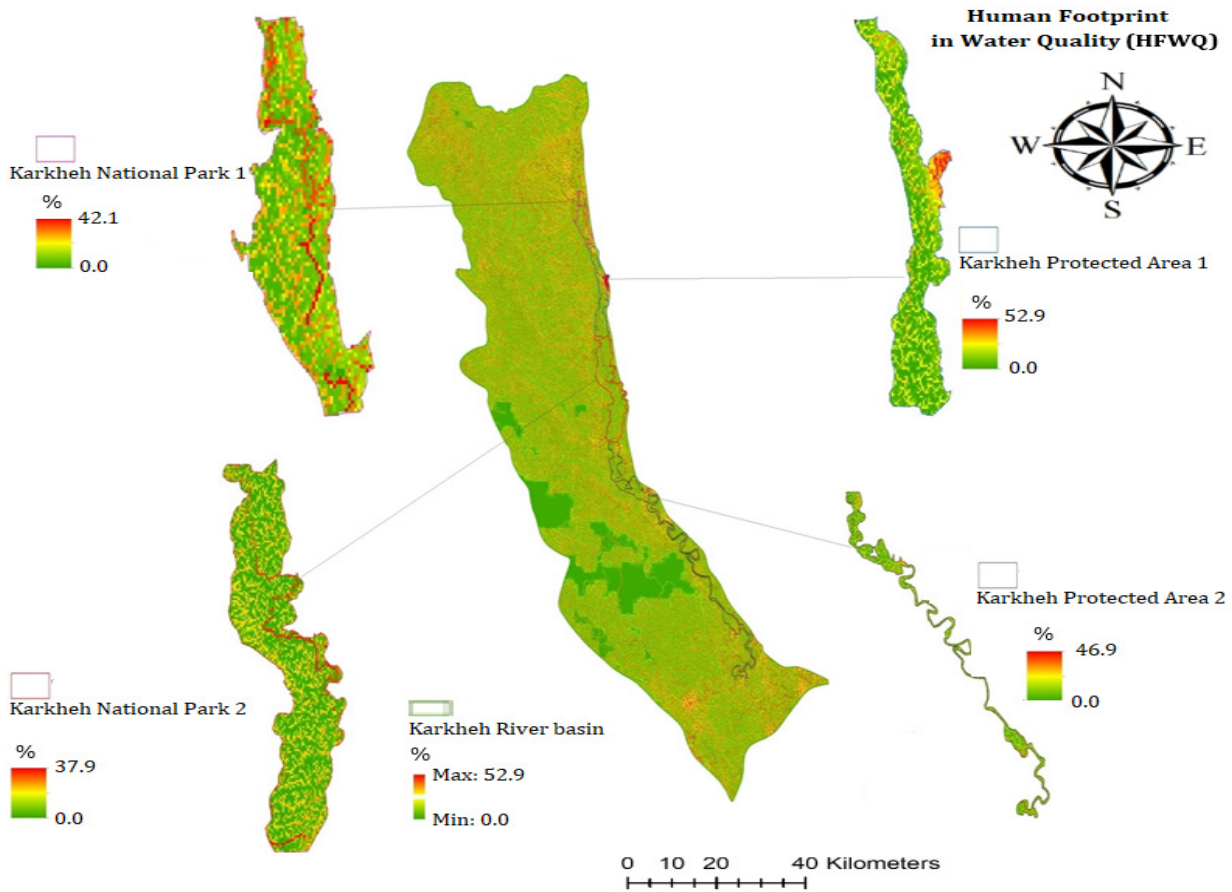 Human Footprint
in Water Quality (HFWQ)
N
W
E
S
Karkheh National Park 1
%
42.1
0.0
Karkheh Protected Area 1
%
52.9
0.0
Karkheh Protected Area 2
%
46.9
0.0
Karkheh National Park 2
%
37.9
0.0
Karkheh River basin
%
Max: 52.9
Min: 0.0
0 10 20 40 Kilometers